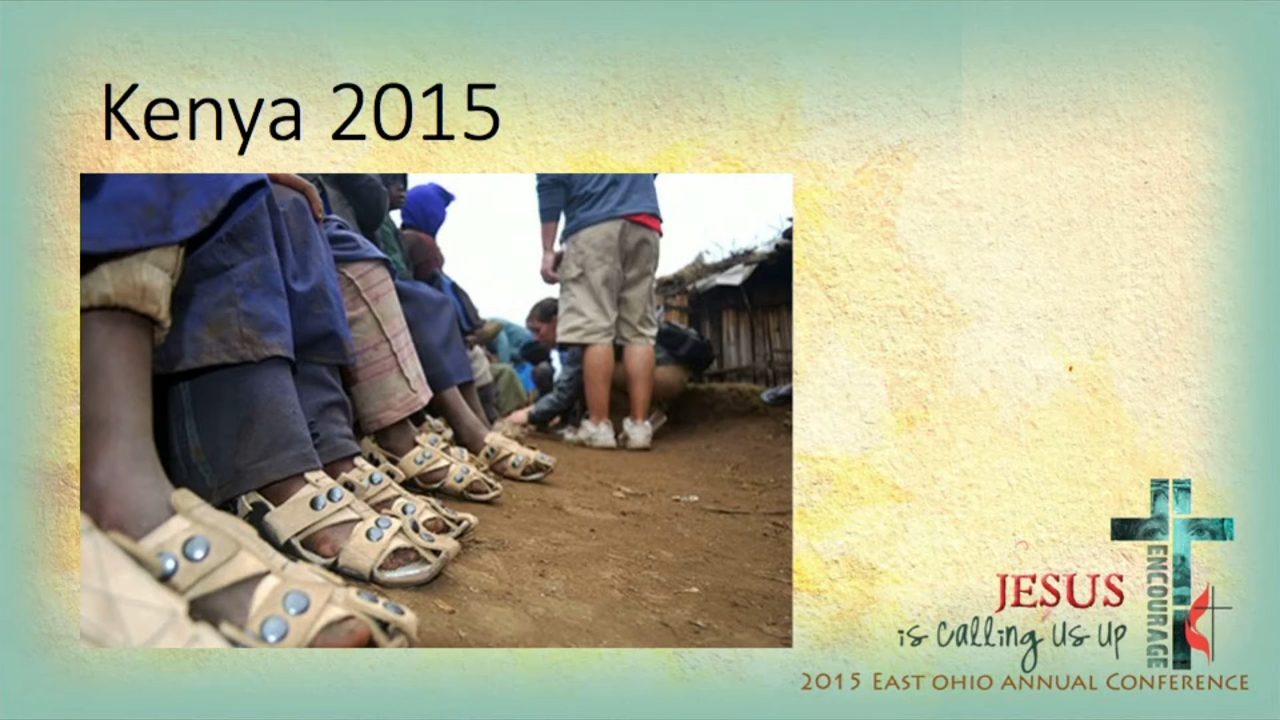 Kenya 2015
JESUS
is calling us up
ENCOURAGE
2015 EAST OHIO ANNUAL CONFERENCE